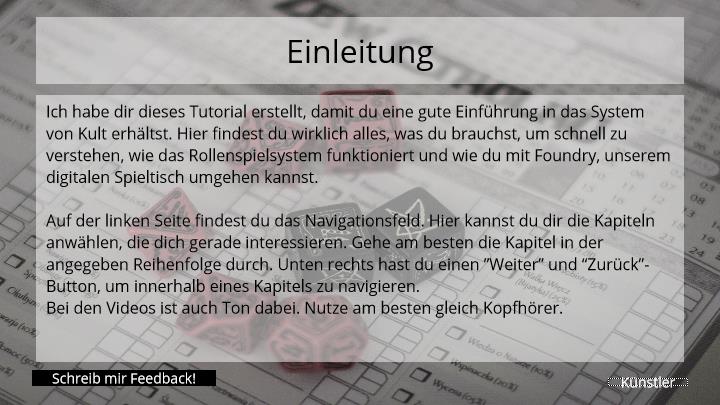 Einleitung
Ich habe dir dieses Tutorial erstellt, damit du eine gute Einführung in das System
von Kult erhältst. Hier findest du wirklich alles, was du brauchst, um schnell zu
verstehen, wie das Rollenspielsystem funktioniert und wie du mit Foundry, unserem
digitalen Spieltisch umgehen kannst.
Auf der linken Seite findest du das Navigationsfeld. Hier kannst du dir die Kapiteln
anwählen, die dich gerade interessieren. Gehe am besten die Kapitel in der
angegeben Reihenfolge durch. Unten rechts hast du einen ”Weiter” und “Zurück”-
Button, um innerhalb eines Kapitels zu navigieren.
Bei den Videos ist auch Ton dabei. Nutze am besten gleich Kopfhörer.
Schreib mir Feedback!
Künstler